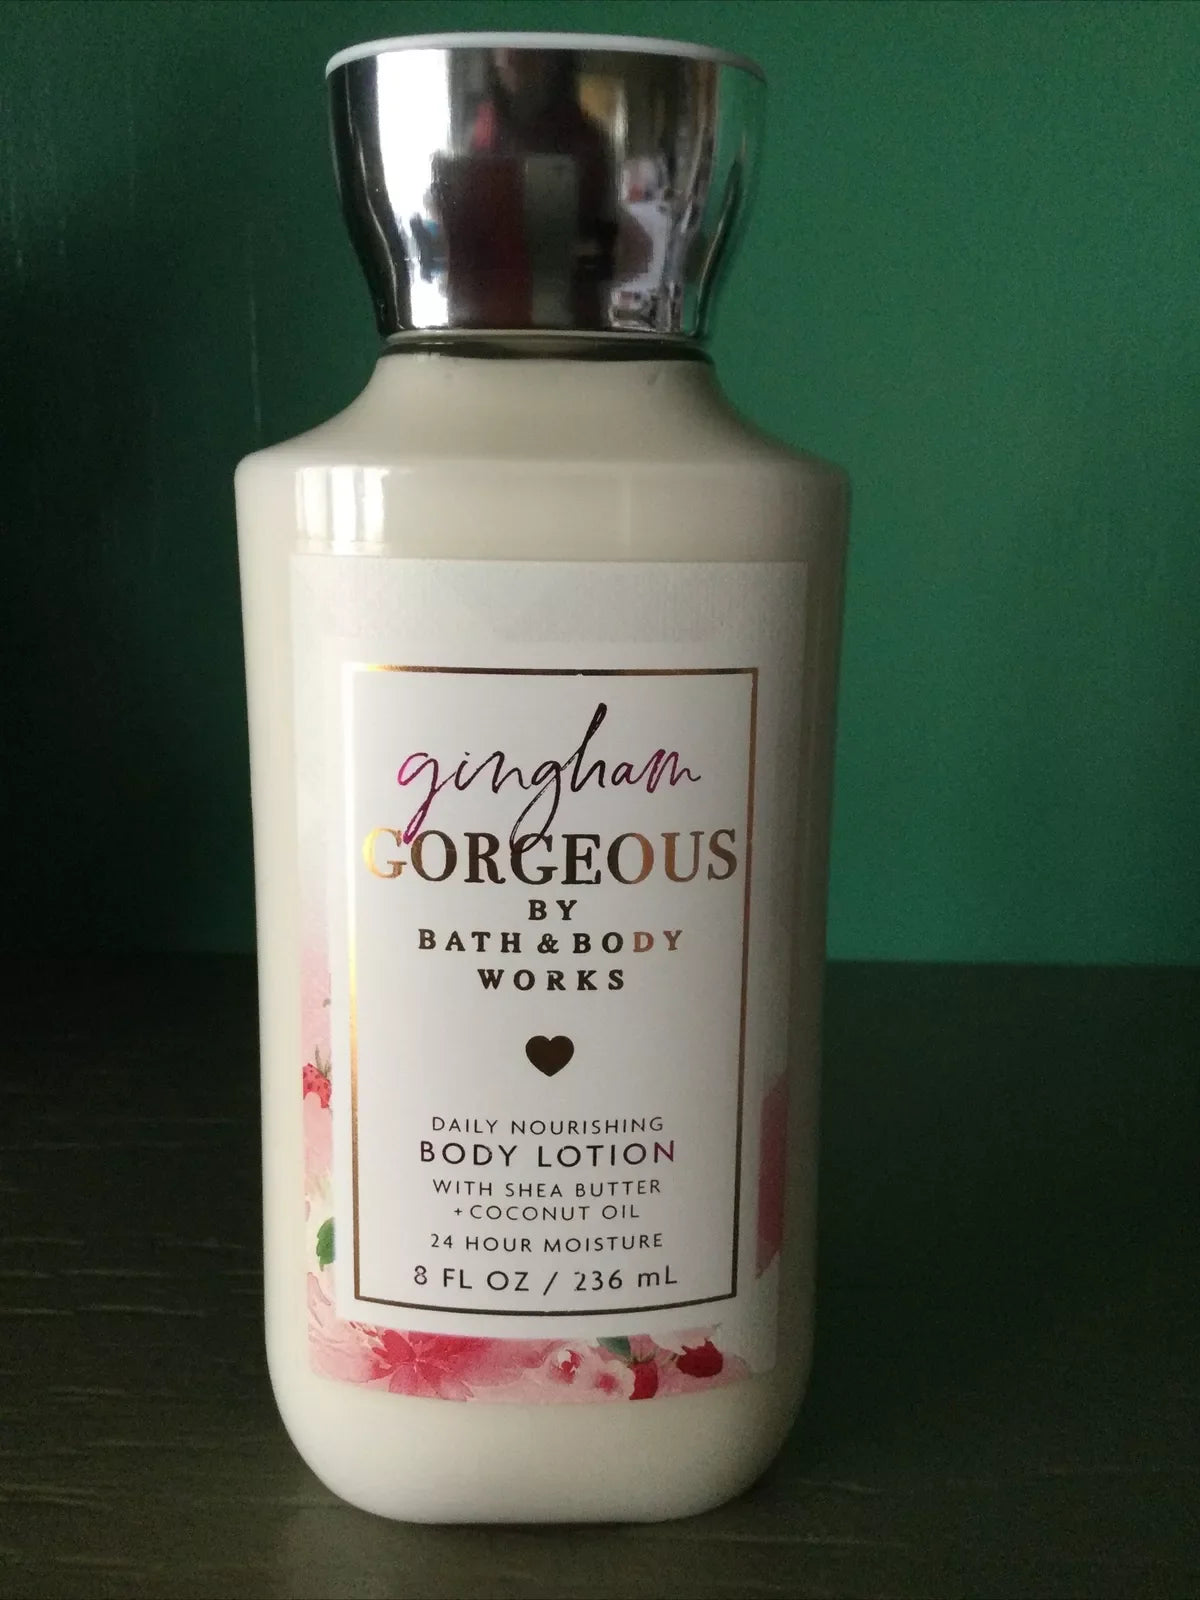 gingham
GORGEOUS
BY
BATH & BODY
WORKS
DAILY NOURISHING
BODY LOTION
WITH SHEA BUTTER
+ COCONUT OIL
24 HOUR MOISTURE
8 FL OZ / 236 mL